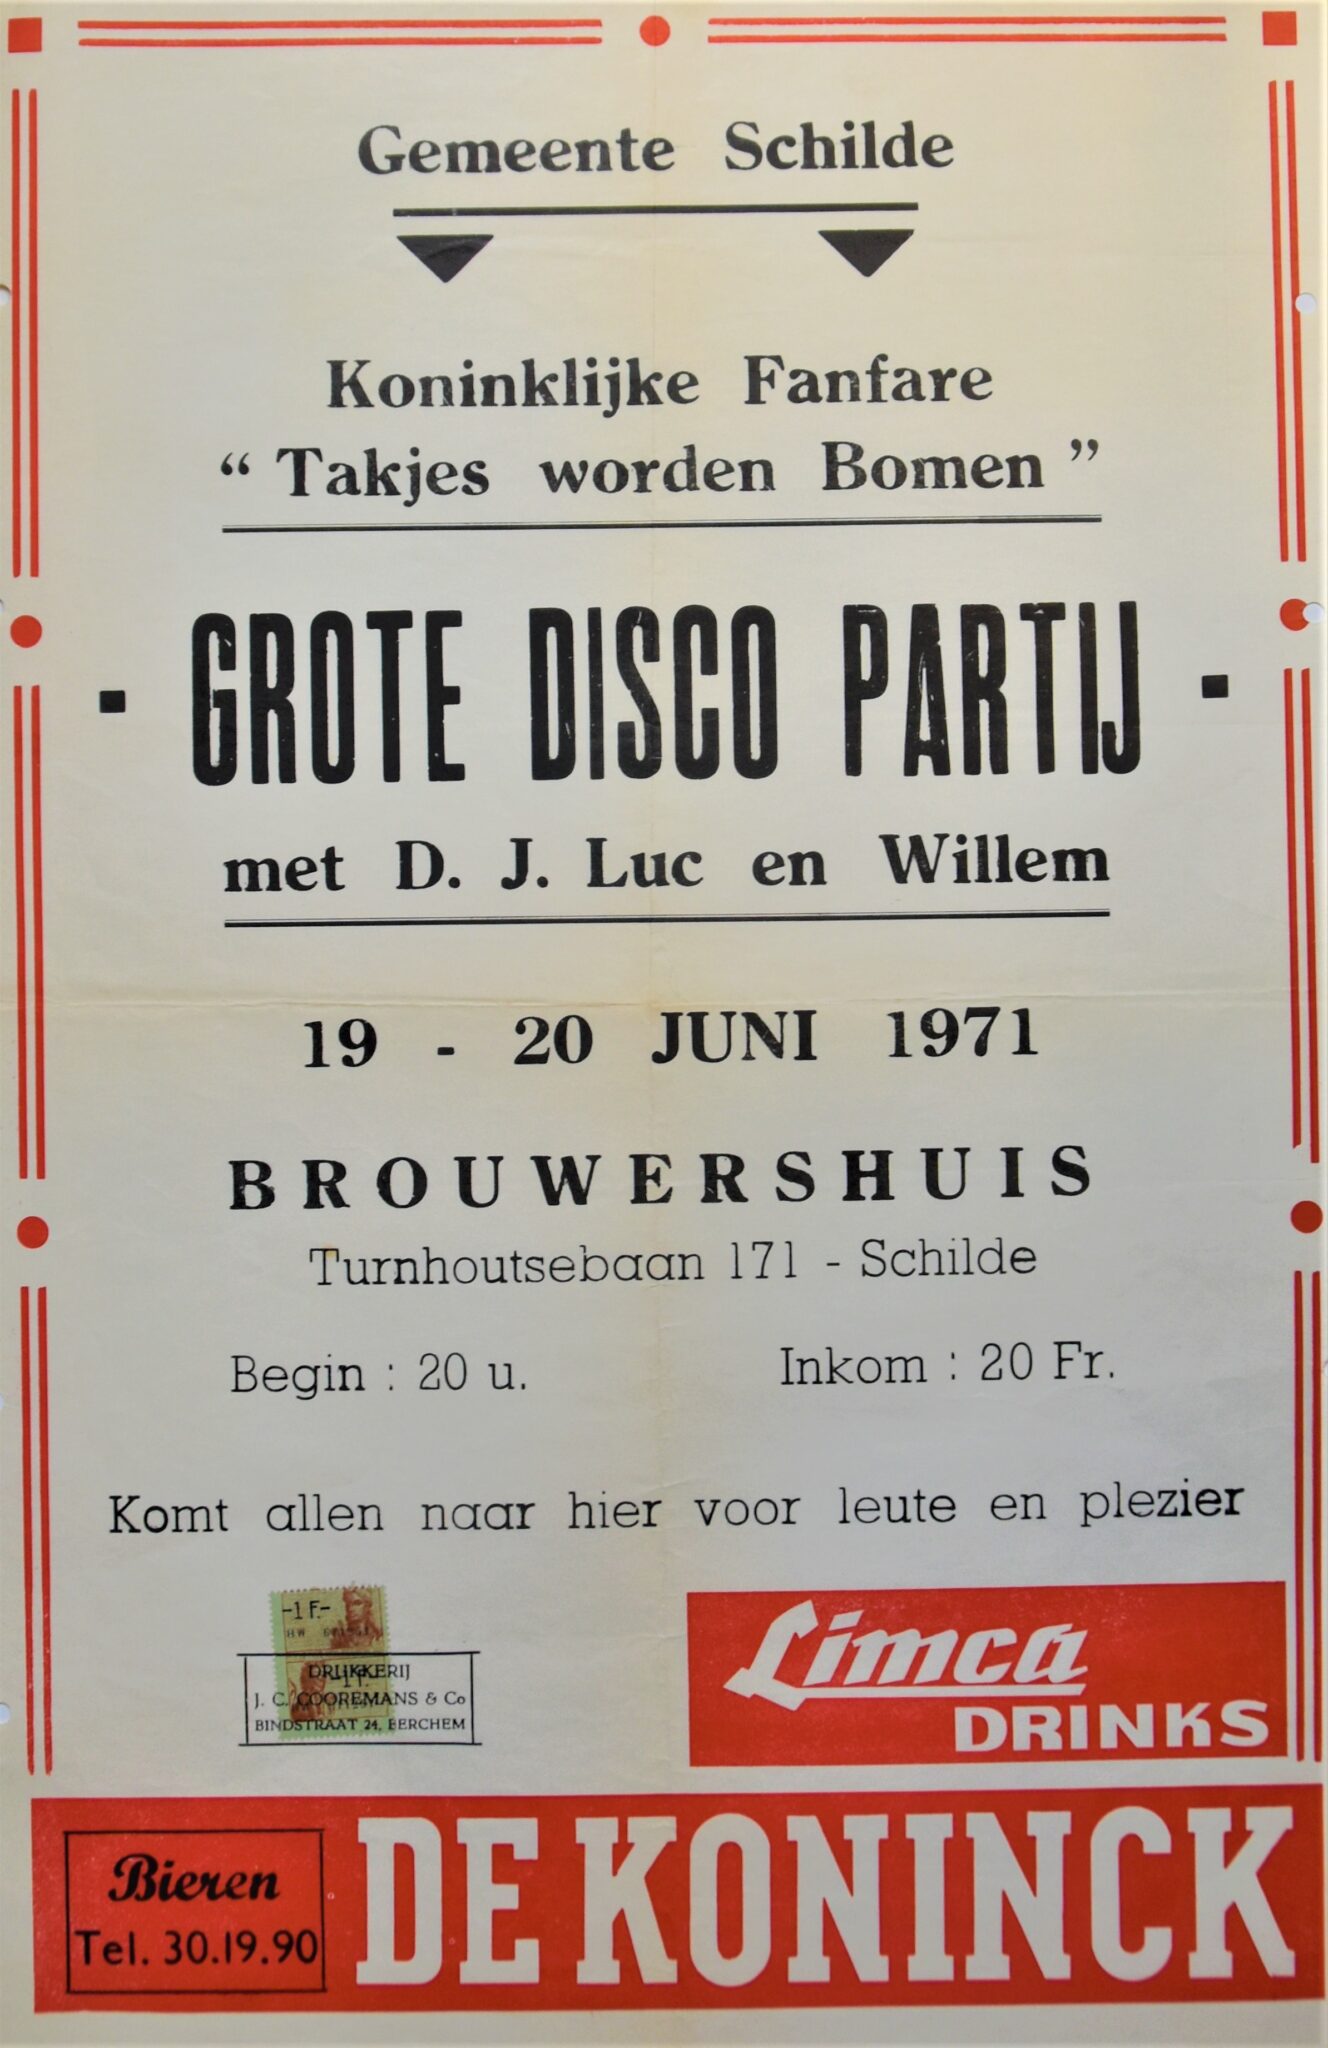 Gemeente Schilde
Koninklijke Fanfare
“ Takjes worden Bomen ”
- GROTE DISCO PARTIJ -
met D. J. Luc en Willem
19 - 20 JUNI 1971
BROUWERSHUIS
Turnhoutsebaan 171 - Schilde
Begin : 20 u.
Inkom : 20 Fr.
Komt allen naar hier voor leute en plezier
-1 F.-
-1 F-
DRUKKERIJ
J. C. COOREMANS & Co
BINDSTRAAT 24, BERCHEM
Limca
DRINKS
Bieren
Tel. 30.19.90
DE KONINCK